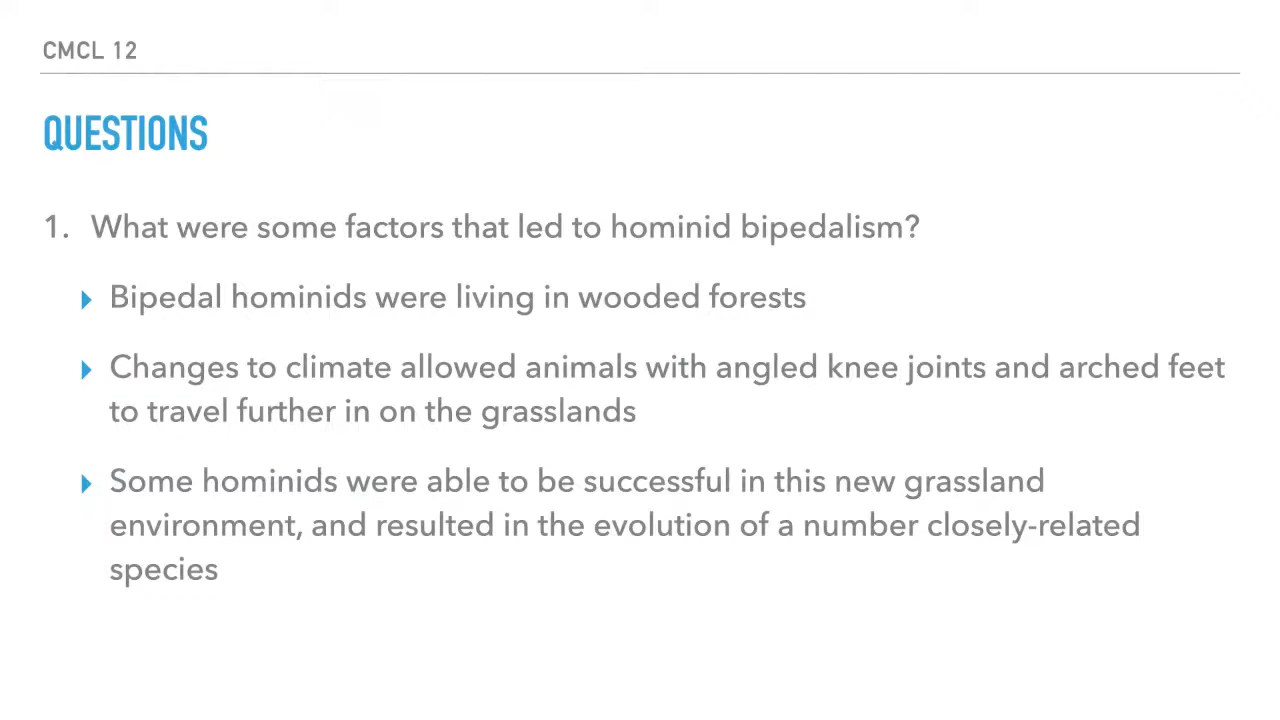 CMCL 12
QUESTIONS
1. What were some factors that led to hominid bipedalism?
▸ Bipedal hominids were living in wooded forests
▸ Changes to climate allowed animals with angled knee joints and arched feet
to travel further in on the grasslands
▸ Some hominids were able to be successful in this new grassland
environment, and resulted in the evolution of a number closely-related
species